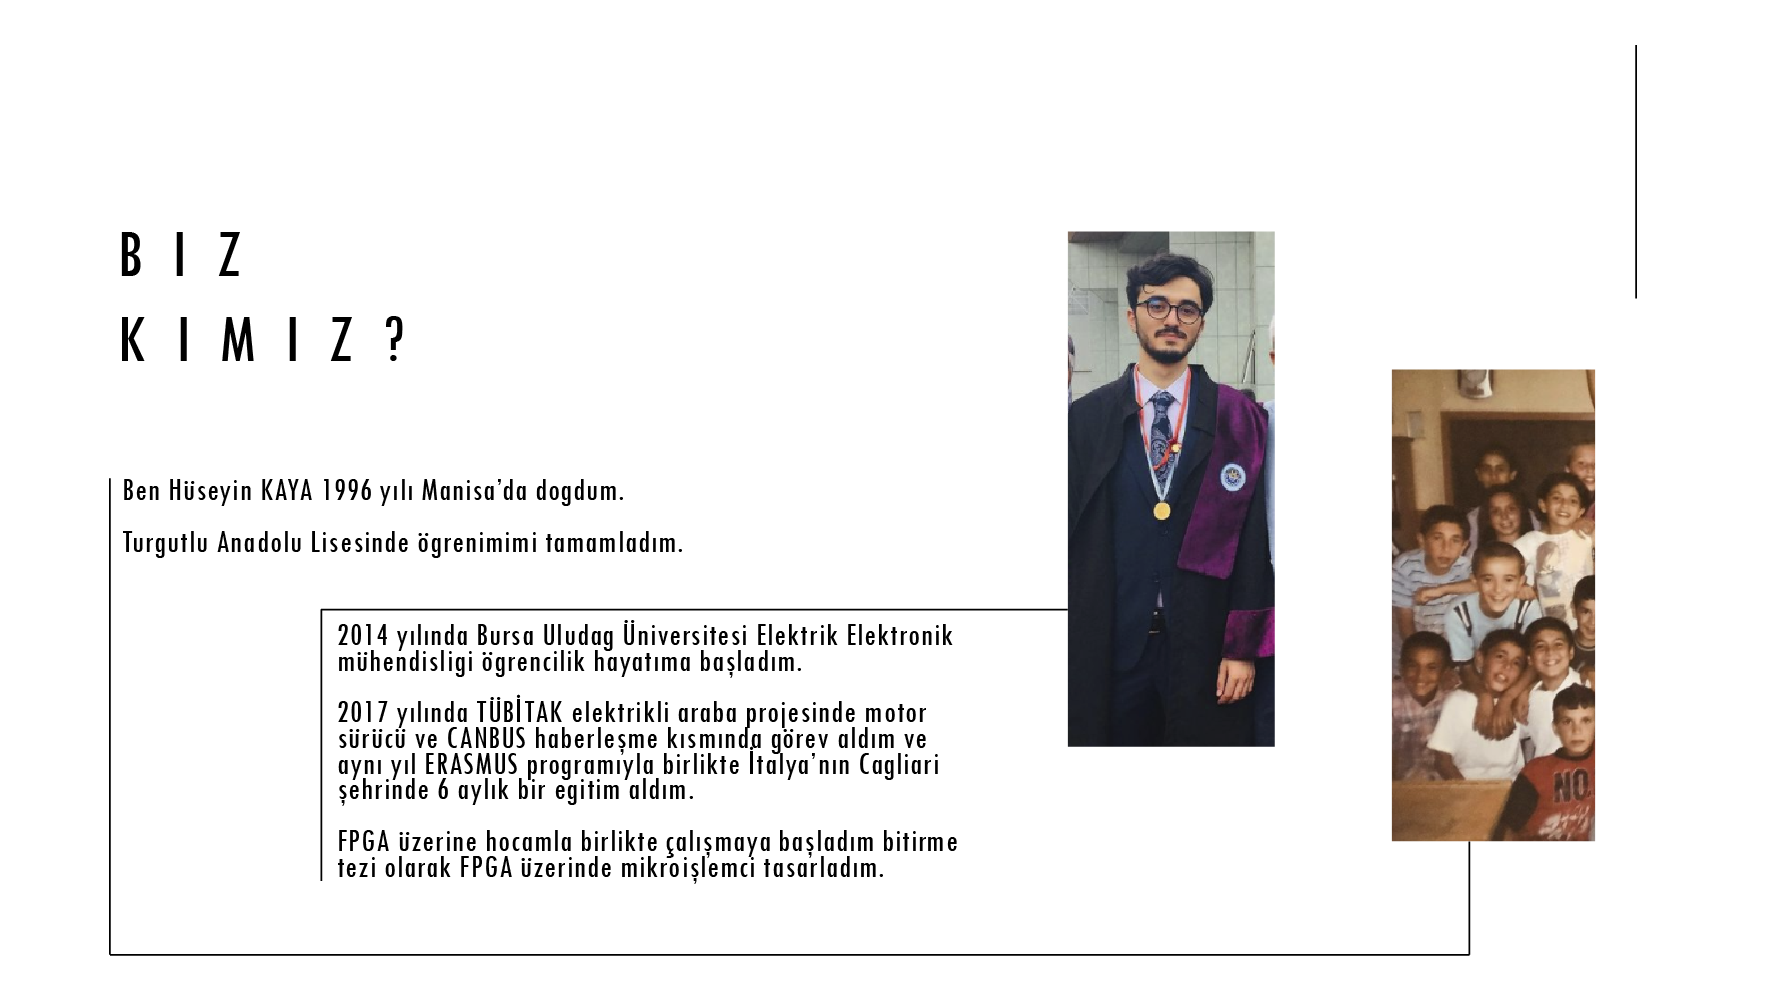 BIZ
KIMIZ?
Ben Hüseyin KAYA 1996 yılı Manisa’da dogdum.
Turgutlu Anadolu Lisesinde ögrenimimi tamamladım.
2014 yılında Bursa Uludag Üniversitesi Elektrik Elektronik
mühendisligi ögrencilik hayatıma başladım.
2017 yılında TÜBİTAK elektrikli araba projesinde motor
sürücü ve CANBUS haberleşme kısmında görev aldım ve
aynı yıl ERASMUS programıyla birlikte İtalya’nın Cagliari
şehrinde 6 aylık bir egitim aldım.
FPGA üzerine hocamla birlikte çalışmaya başladım bitirme
tezi olarak FPGA üzerinde mikroişlemci tasarladım.
NO